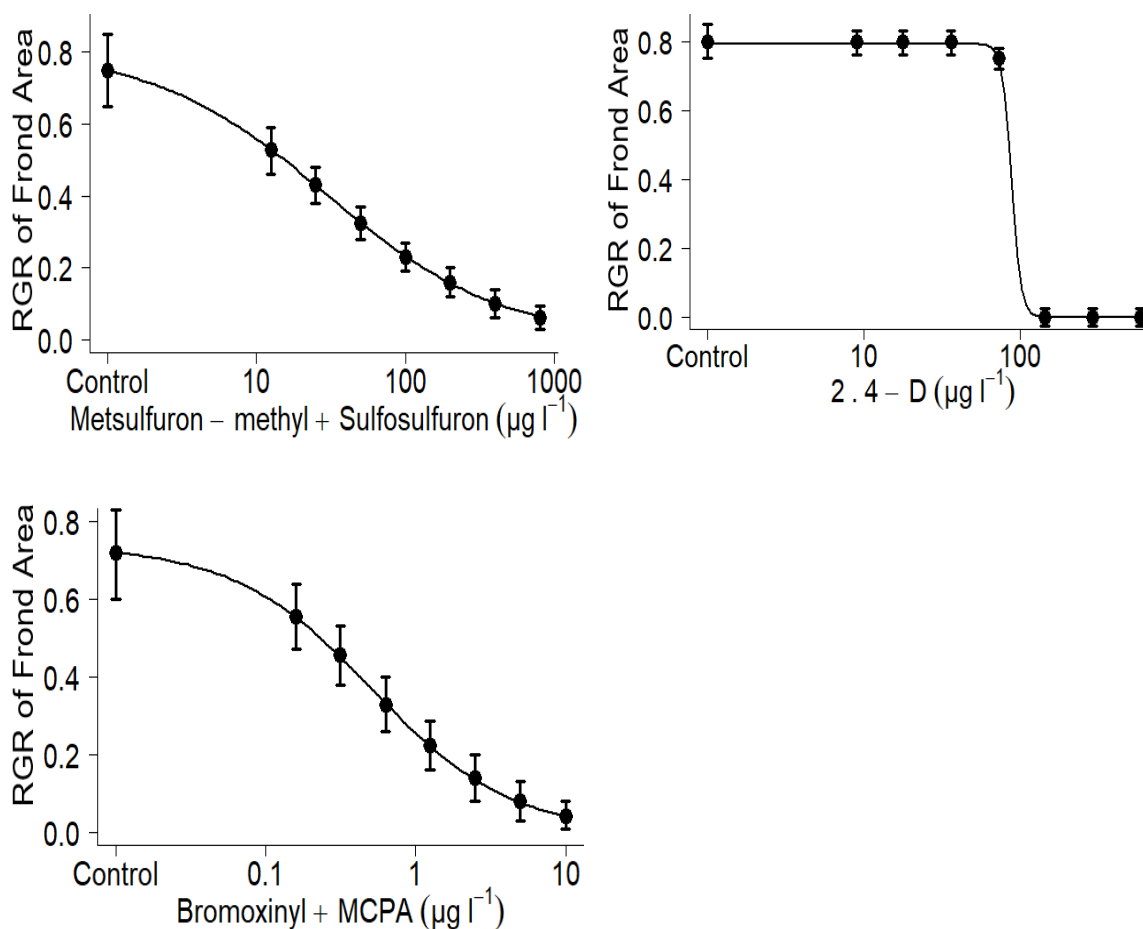 RGR of Frond Area
0.8
0.6
0.4
0.2
0.0
Control 10 100 1000
Metsulfuron – methyl + Sulfosulfuron (µg l⁻¹)
RGR of Frond Area
0.8
0.6
0.4
0.2
0.0
Control 10 100
2 . 4 – D (µg l⁻¹)
RGR of Frond Area
0.8
0.6
0.4
0.2
0.0
Control 0.1 1 10
Bromoxinyl + MCPA (µg l⁻¹)